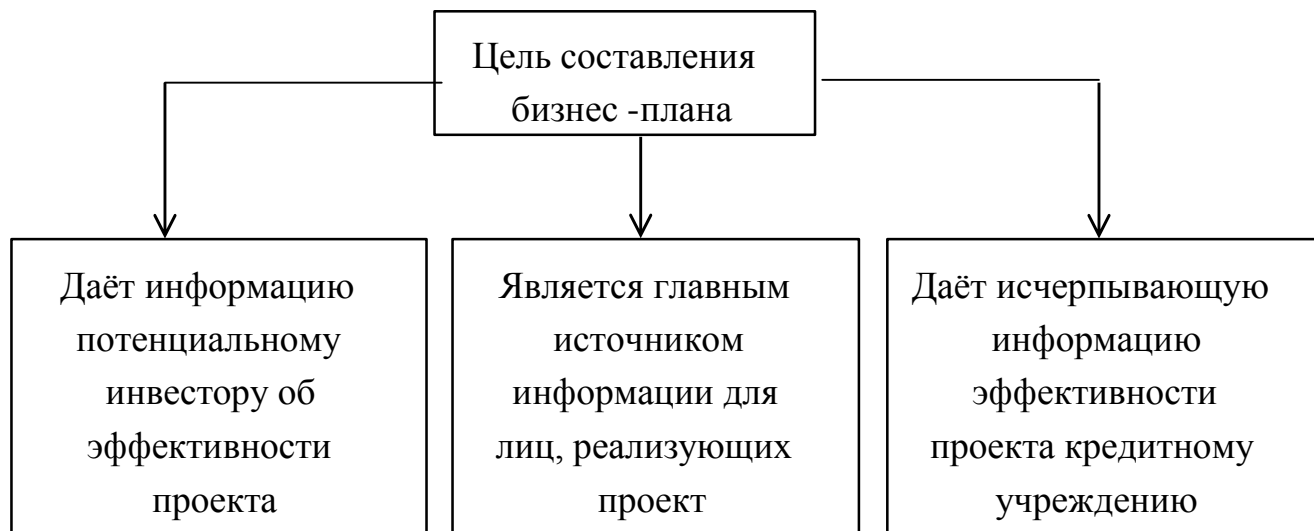 Цель составления
бизнес -плана
Даёт информацию
потенциальному
инвестору об
эффективности
проекта
Является главным
источником
информации для
лиц, реализующих
проект
Даёт исчерпывающую
информацию
эффективности
проекта кредитному
учреждению